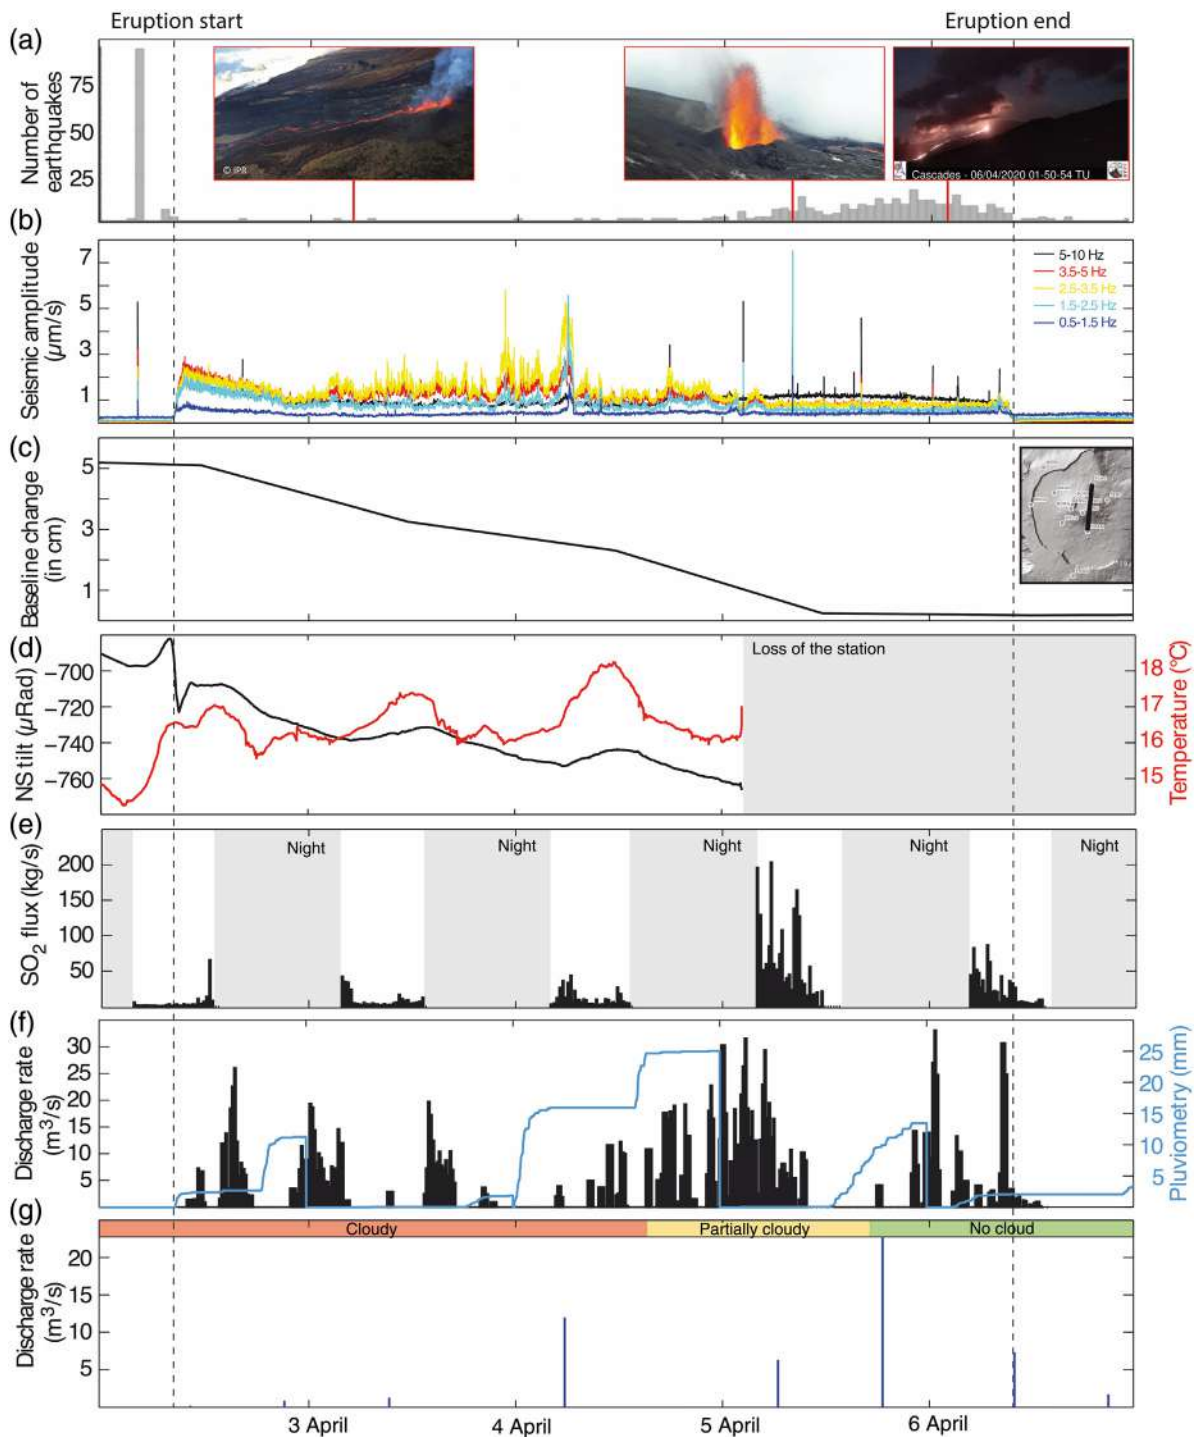 Eruption start
Eruption end
(a)
Number of
earthquakes
75
50
25
© IPR
Cascades - 06/04/2020 01-50-54 TU
(b)
Seismic amplitude
(µm/s)
7
5
3
1
5-10 Hz
3.5-5 Hz
2.5-3.5 Hz
1.5-2.5 Hz
0.5-1.5 Hz
(c)
Baseline change
(in cm)
5
3
1
(d)
NS tilt (µRad)
−700
−720
−740
−760
Loss of the station
18
17
16
15
Temperature (°C)
(e)
SO2 flux (kg/s)
200
150
100
50
Night
Night
Night
Night
Night
(f)
Discharge rate
(m³/s)
30
25
20
15
10
5
25
20
15
10
5
Pluviometry (mm)
(g)
Discharge rate
(m³/s)
20
15
10
5
Cloudy
Partially cloudy
No cloud
3 April
4 April
5 April
6 April